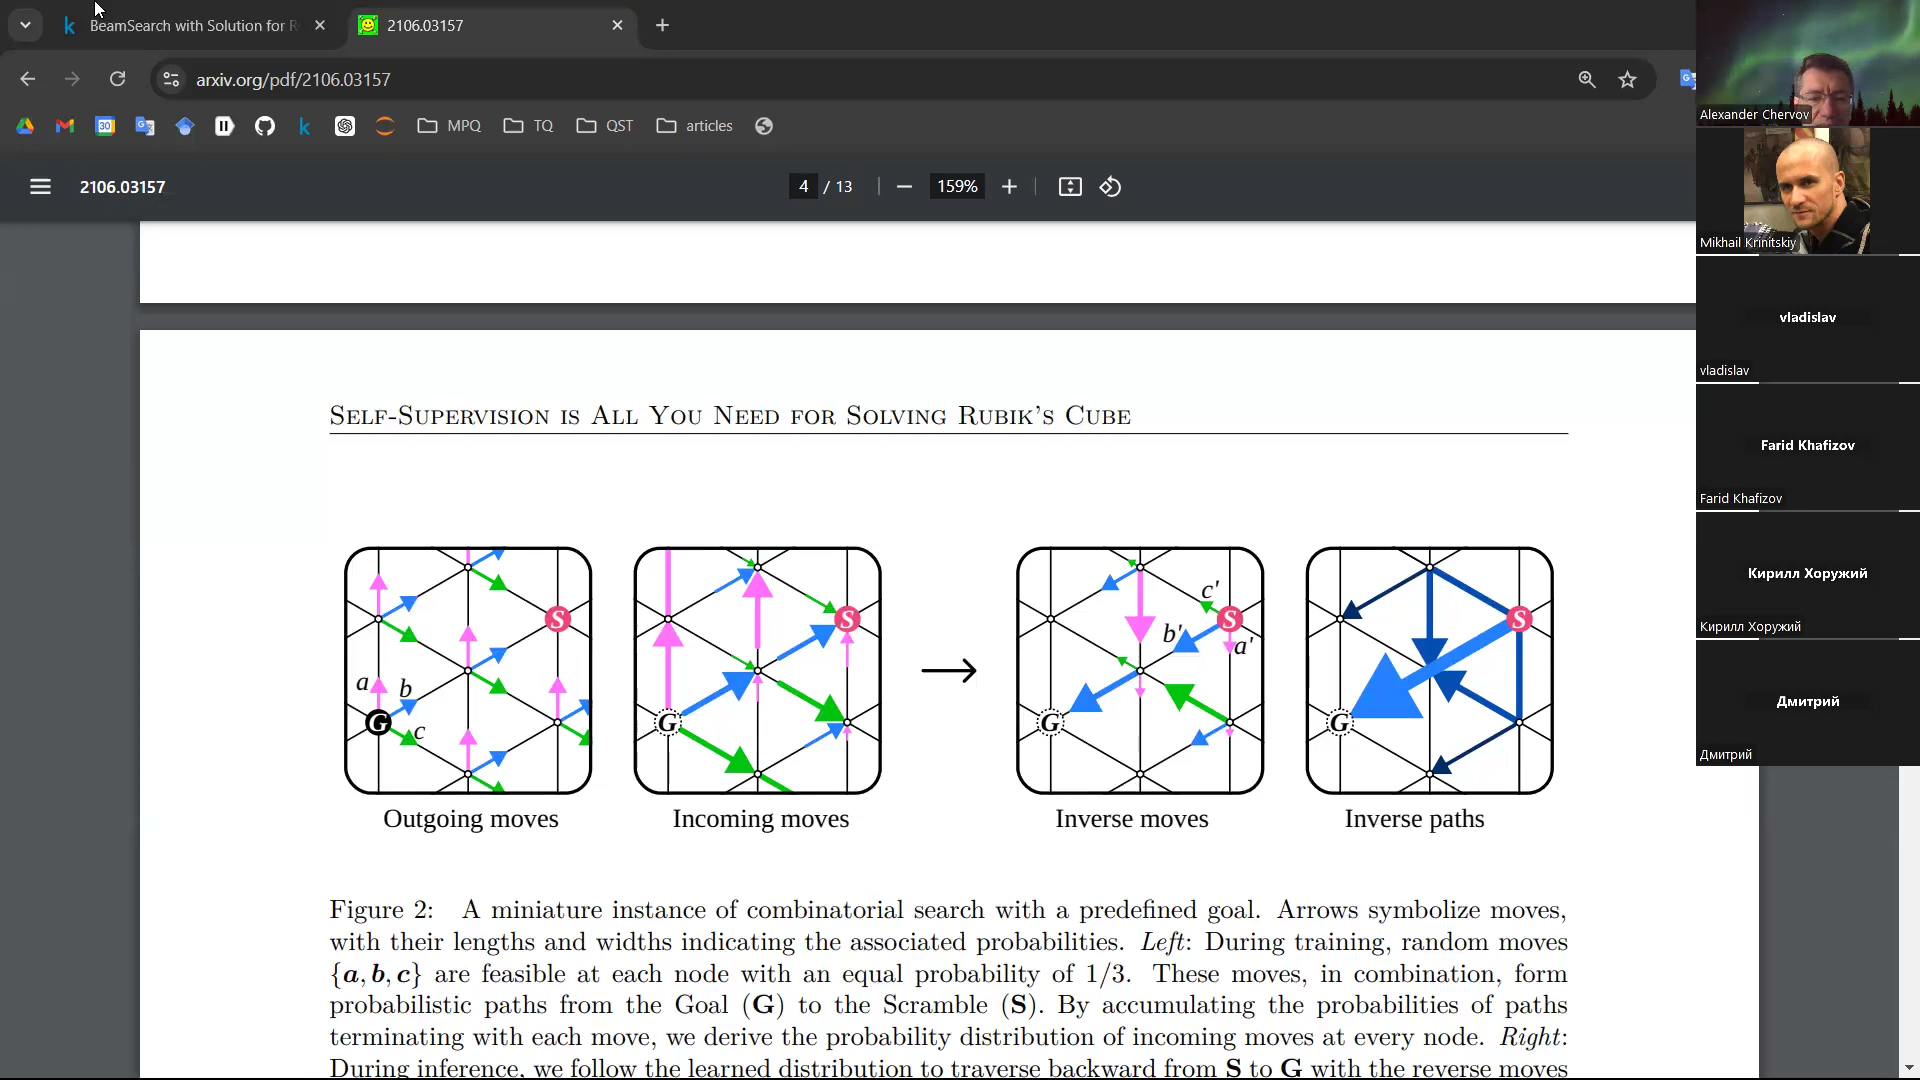 BeamSearch with Solution for R
2106.03157
arxiv.org/pdf/2106.03157
30
MPQ
TQ
QST
articles
2106.03157
4 / 13
159%
Self-Supervision is All You Need for Solving Rubik's Cube
a
b
c
G
S
G
S
c'
b'
a'
G
S
G
S
Outgoing moves
Incoming moves
Inverse moves
Inverse paths
Figure 2: A miniature instance of combinatorial search with a predefined goal. Arrows symbolize moves,
with their lengths and widths indicating the associated probabilities. Left: During training, random moves
{a, b, c} are feasible at each node with an equal probability of 1/3. These moves, in combination, form
probabilistic paths from the Goal (G) to the Scramble (S). By accumulating the probabilities of paths
terminating with each move, we derive the probability distribution of incoming moves at every node. Right:
During inference, we follow the learned distribution to traverse backward from S to G with the reverse moves
Alexander Chervov
Mikhail Krinitskiy
vladislav
vladislav
Farid Khafizov
Farid Khafizov
Кирилл Хоружий
Кирилл Хоружий
Дмитрий
Дмитрий